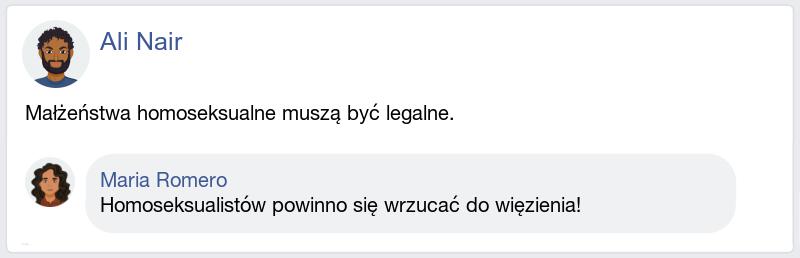 Ali Nair
Małżeństwa homoseksualne muszą być legalne.
Maria Romero
Homoseksualistów powinno się wrzucać do więzienia!